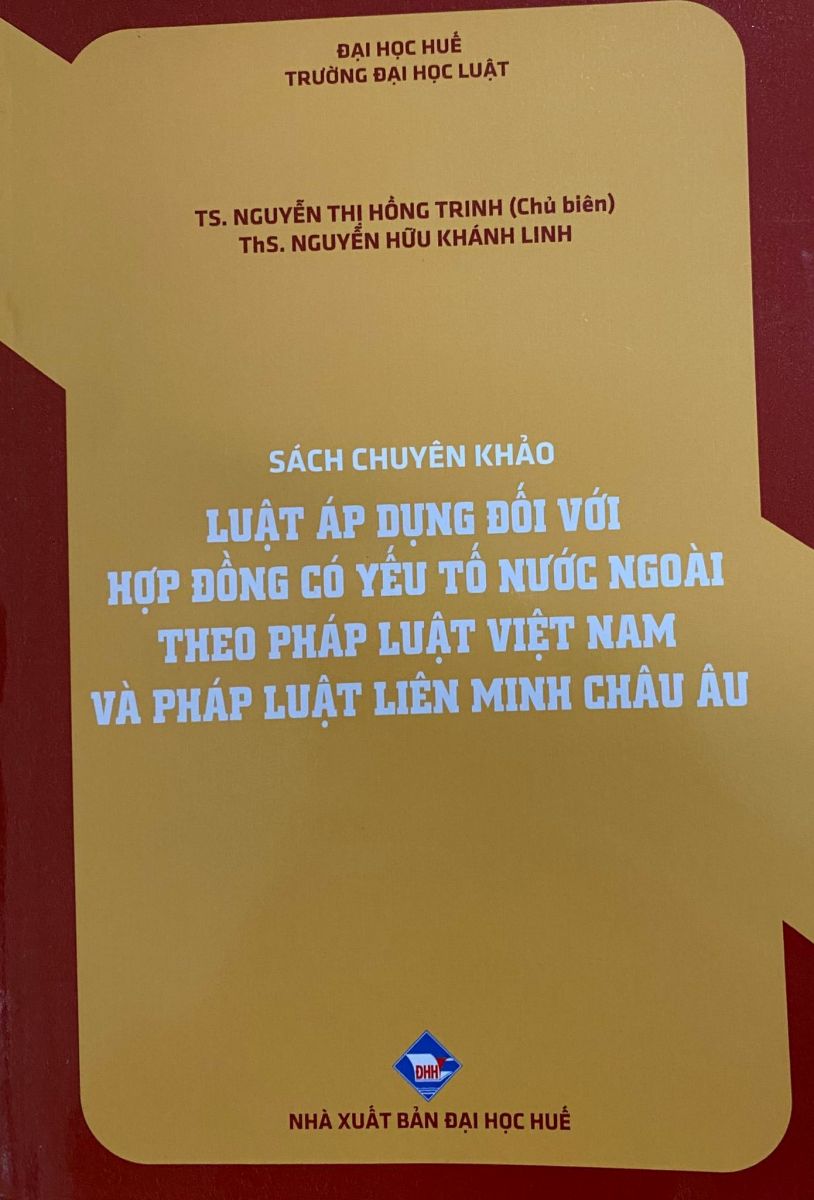 ĐẠI HỌC HUẾ
TRƯỜNG ĐẠI HỌC LUẬT
TS. NGUYỄN THỊ HỒNG TRINH (Chủ biên)
ThS. NGUYỄN HỮU KHÁNH LINH
SÁCH CHUYÊN KHẢO
LUẬT ÁP DỤNG ĐỐI VỚI
HỢP ĐỒNG CÓ YẾU TỐ NƯỚC NGOÀI
THEO PHÁP LUẬT VIỆT NAM
VÀ PHÁP LUẬT LIÊN MINH CHÂU ÂU
ĐHH
NHÀ XUẤT BẢN ĐẠI HỌC HUẾ